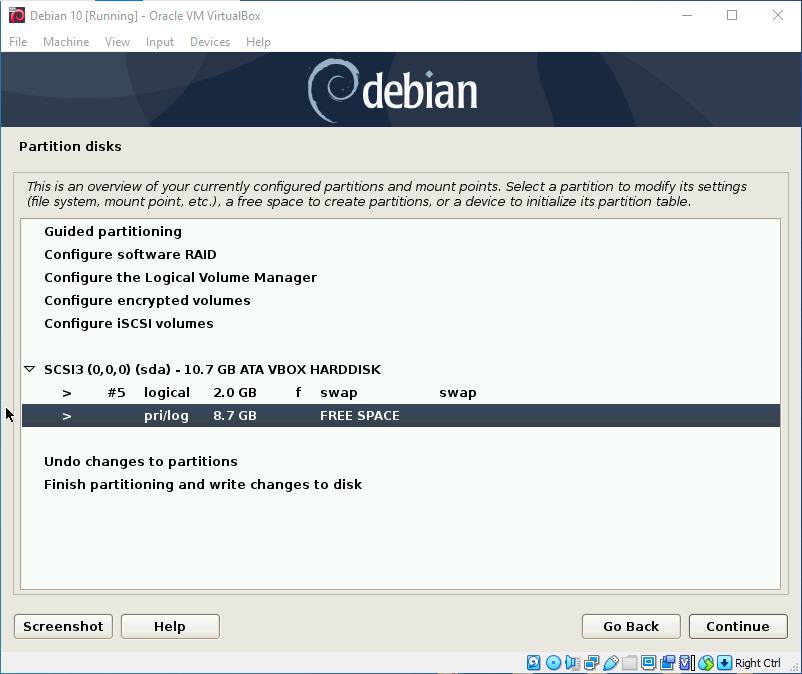 Debian 10 [Running] - Oracle VM VirtualBox
File Machine View Input Devices Help
debian
Partition disks
This is an overview of your currently configured partitions and mount points. Select a partition to modify its settings
(file system, mount point, etc.), a free space to create partitions, or a device to initialize its partition table.
Guided partitioning
Configure software RAID
Configure the Logical Volume Manager
Configure encrypted volumes
Configure iSCSI volumes
SCSI3 (0,0,0) (sda) - 10.7 GB ATA VBOX HARDDISK
> #5 logical 2.0 GB f swap swap
> pri/log 8.7 GB FREE SPACE
Undo changes to partitions
Finish partitioning and write changes to disk
Screenshot Help Go Back Continue
Right Ctrl